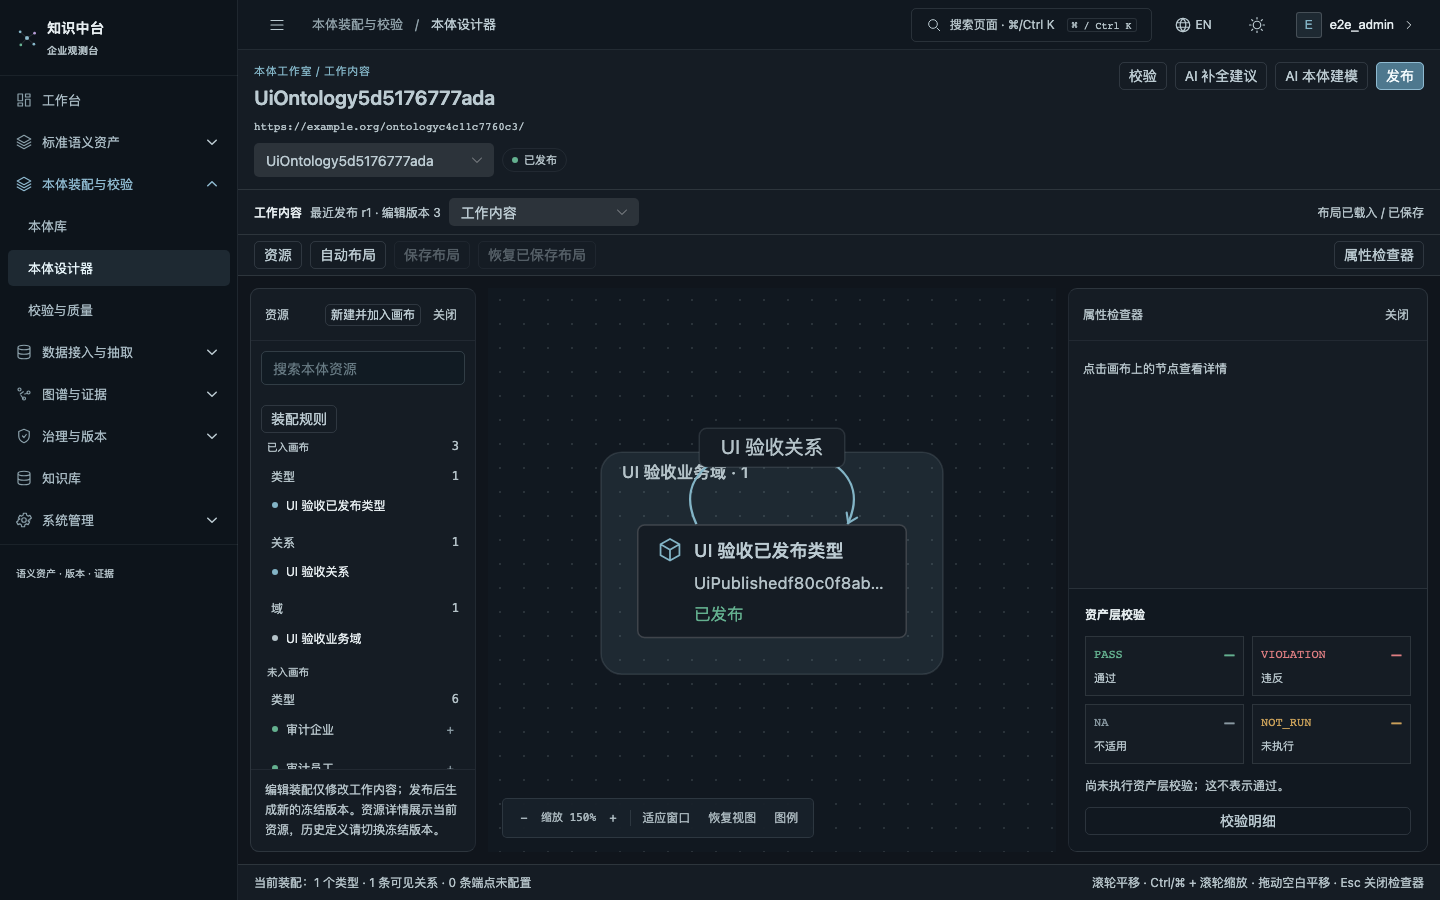 知识中台
企业观测台
工作台
标准语义资产
本体装配与校验
本体库
本体设计器
校验与质量
数据接入与抽取
图谱与证据
治理与版本
知识库
系统管理
语义资产 · 版本 · 证据
本体装配与校验 / 本体设计器
搜索页面 · ⌘/Ctrl K ⌘ / Ctrl K
EN
E e2e_admin
本体工作室 / 工作内容
UiOntology5d5176777ada
https://example.org/ontologyc4c11c7760c3/
UiOntology5d5176777ada
已发布
校验
AI 补全建议
AI 本体建模
发布
工作内容 最近发布 r1 · 编辑版本 3 工作内容
布局已载入 / 已保存
资源 自动布局 保存布局 恢复已保存布局
属性检查器
资源 新建并加入画布 关闭
搜索本体资源
装配规则
已入画布 3
类型 1
UI 验收已发布类型
关系 1
UI 验收关系
域 1
UI 验收业务域
未入画布
类型 6
审计企业 +
审计员工 +
编辑装配仅修改工作内容；发布后生
成新的冻结版本。资源详情展示当前
资源，历史定义请切换冻结版本。
UI 验收关系
UI 验收业务域 · 1
UI 验收已发布类型
UiPublishedf80c0f8ab...
已发布
− 缩放 150% + 适应窗口 恢复视图 图例
属性检查器 关闭
点击画布上的节点查看详情
资产层校验
PASS —
通过
VIOLATION —
违反
NA —
不适用
NOT_RUN —
未执行
尚未执行资产层校验；这不表示通过。
校验明细
当前装配：1 个类型 · 1 条可见关系 · 0 条端点未配置
滚轮平移 · Ctrl/⌘ + 滚轮缩放 · 拖动空白平移 · Esc 关闭检查器